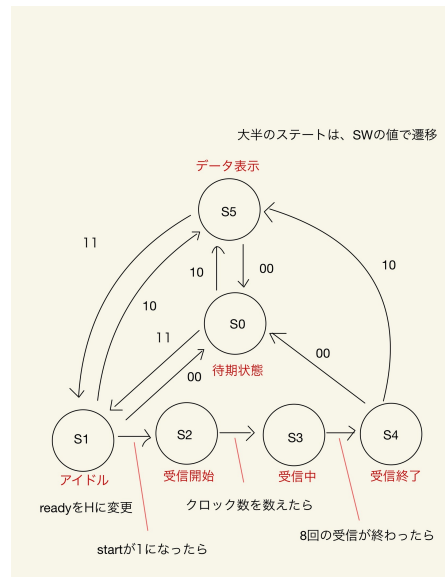 大半のステートは、SWの値で遷移
データ表示
S5
11
10
10
00
10
11
S0
00
待期状態
00
S1
S2
S3
S4
アイドル
受信開始
受信中
受信終了
readyをHに変更
クロック数を数えたら
8回の受信が終わったら
startが1になったら